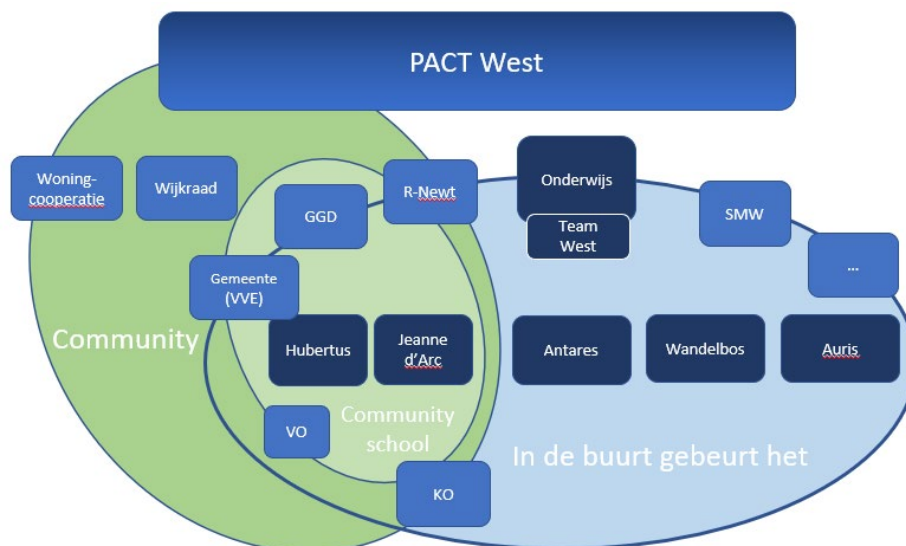 PACT West
Woning-
cooperatie
Wijkraad
GGD
R-Newt
Onderwijs
Team
West
SMW
...
Gemeente
(VVE)
Community
Hubertus
Jeanne
d'Arc
Antares
Wandelbos
Auris
VO
Community
school
KO
In de buurt gebeurt het